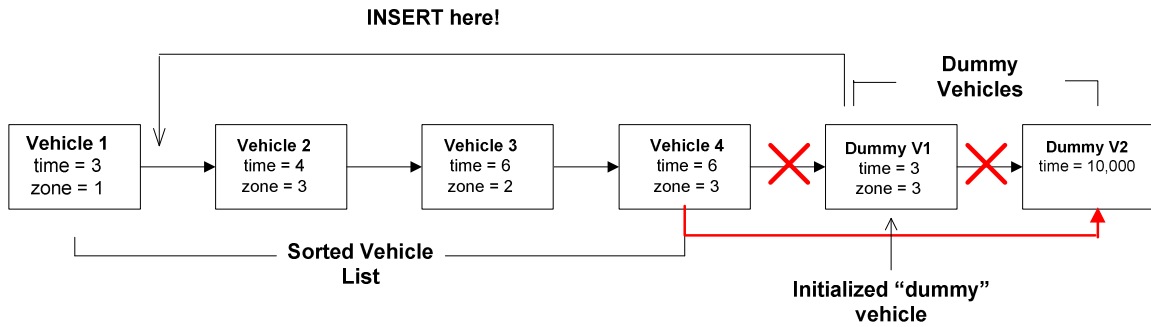 INSERT here!
Dummy
Vehicles
Vehicle 1
time = 3
zone = 1
Vehicle 2
time = 4
zone = 3
Vehicle 3
time = 6
zone = 2
Vehicle 4
time = 6
zone = 3
Dummy V1
time = 3
zone = 3
Dummy V2
time = 10,000
Sorted Vehicle
List
Initialized “dummy”
vehicle